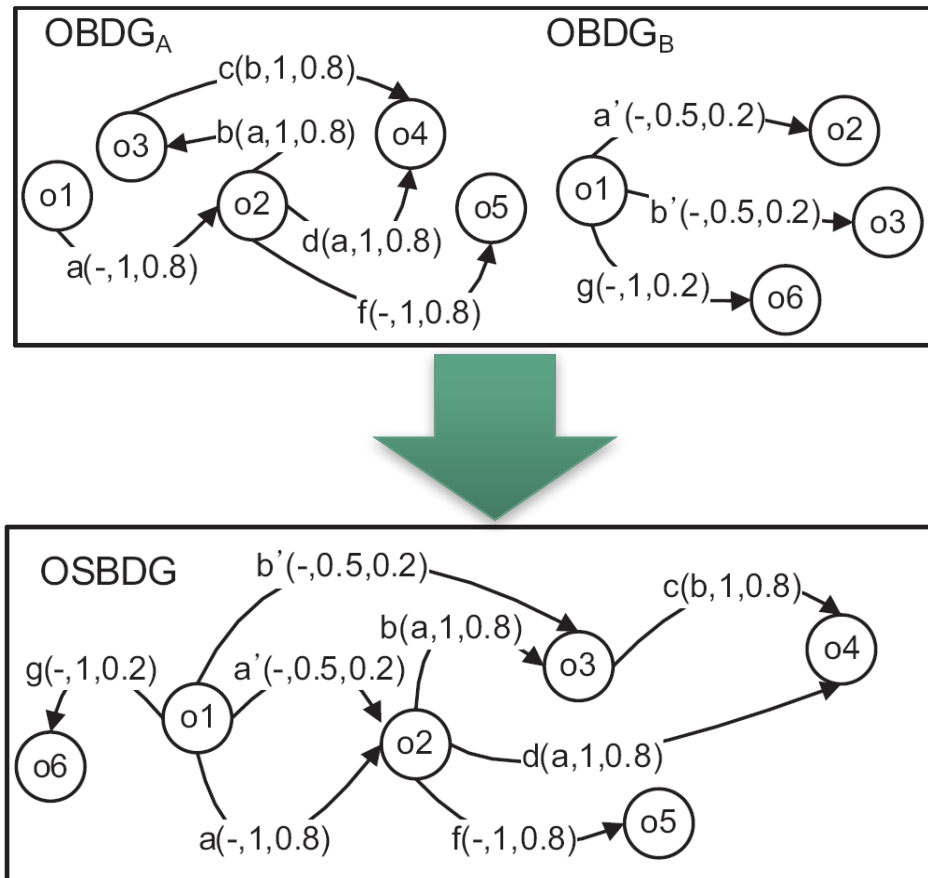 OBDG_A
OBDG_B
c(b,1,0.8)
a'(-,0.5,0.2)
o3
b(a,1,0.8)
o4
o2
o1
o2
o5
o1
b'(-,0.5,0.2)
o3
d(a,1,0.8)
a(-,1,0.8)
g(-,1,0.2)
o6
f(-,1,0.8)
OSBDG
b'(-,0.5,0.2)
c(b,1,0.8)
b(a,1,0.8)
o3
o4
g(-,1,0.2)
a'(-,0.5,0.2)
o1
o2
o6
d(a,1,0.8)
a(-,1,0.8)
f(-,1,0.8)
o5